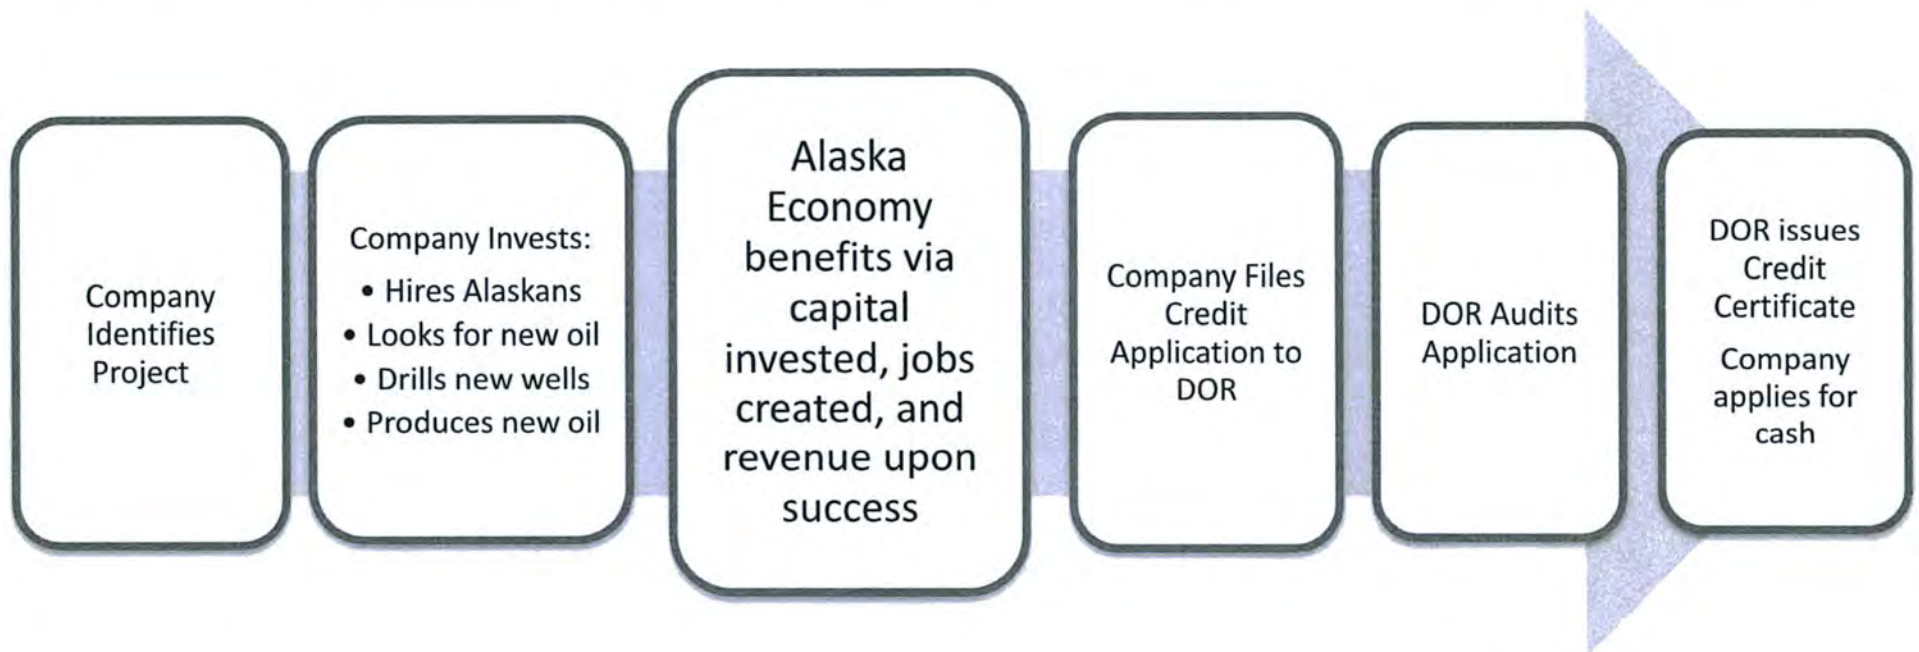 Company
Identifies
Project
Company Invests:
• Hires Alaskans
• Looks for new oil
• Drills new wells
• Produces new oil
Alaska
Economy
benefits via
capital
invested, jobs
created, and
revenue upon
success
Company Files
Credit
Application to
DOR
DOR Audits
Application
DOR issues
Credit
Certificate
Company
applies for
cash